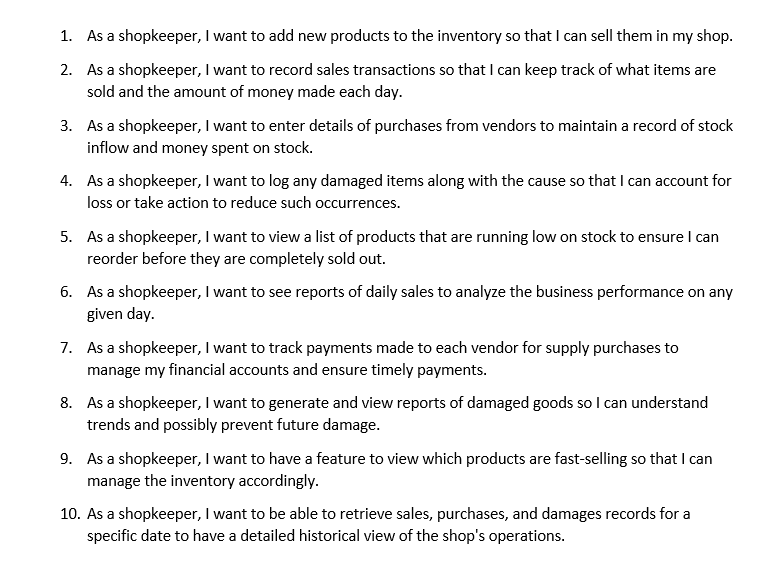 1. As a shopkeeper, I want to add new products to the inventory so that I can sell them in my shop.
2. As a shopkeeper, I want to record sales transactions so that I can keep track of what items are
sold and the amount of money made each day.
3. As a shopkeeper, I want to enter details of purchases from vendors to maintain a record of stock
inflow and money spent on stock.
4. As a shopkeeper, I want to log any damaged items along with the cause so that I can account for
loss or take action to reduce such occurrences.
5. As a shopkeeper, I want to view a list of products that are running low on stock to ensure I can
reorder before they are completely sold out.
6. As a shopkeeper, I want to see reports of daily sales to analyze the business performance on any
given day.
7. As a shopkeeper, I want to track payments made to each vendor for supply purchases to
manage my financial accounts and ensure timely payments.
8. As a shopkeeper, I want to generate and view reports of damaged goods so I can understand
trends and possibly prevent future damage.
9. As a shopkeeper, I want to have a feature to view which products are fast-selling so that I can
manage the inventory accordingly.
10. As a shopkeeper, I want to be able to retrieve sales, purchases, and damages records for a
specific date to have a detailed historical view of the shop's operations.